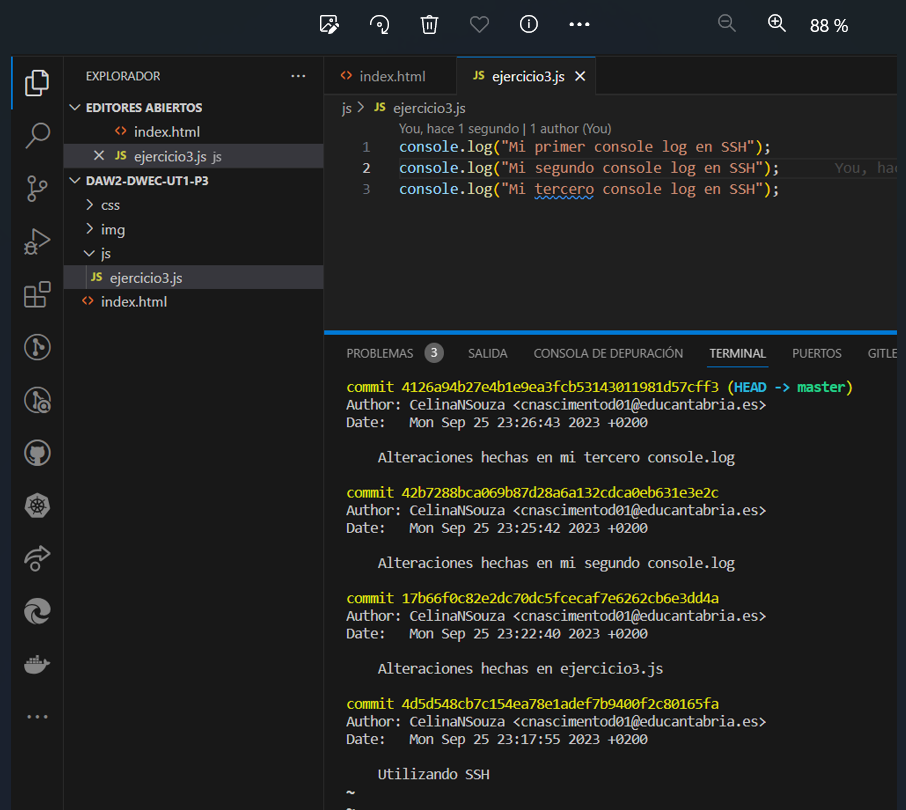 88 %
EXPLORADOR
index.html
JS ejercicio3.js
EDITORES ABIERTOS
index.html
JS ejercicio3.js js
DAW2-DWEC-UT1-P3
css
img
js
JS ejercicio3.js
index.html
js > JS ejercicio3.js
You, hace 1 segundo | 1 author (You)
1 console.log("Mi primer console log en SSH");
2 console.log("Mi segundo console log en SSH"); You, hac
3 console.log("Mi tercero console log en SSH");
PROBLEMAS 3 SALIDA CONSOLA DE DEPURACIÓN TERMINAL PUERTOS GITLE
commit 4126a94b27e4b1e9ea3fcb53143011981d57cff3 (HEAD -> master)
Author: CelinaNSouza <cnascimentod01@educantabria.es>
Date: Mon Sep 25 23:26:43 2023 +0200
Alteraciones hechas en mi tercero console.log
commit 42b7288bca069b87d28a6a132cdca0eb631e3e2c
Author: CelinaNSouza <cnascimentod01@educantabria.es>
Date: Mon Sep 25 23:25:42 2023 +0200
Alteraciones hechas en mi segundo console.log
commit 17b66f0c82e2dc70dc5fcecaf7e6262cb6e3dd4a
Author: CelinaNSouza <cnascimentod01@educantabria.es>
Date: Mon Sep 25 23:22:40 2023 +0200
Alteraciones hechas en ejercicio3.js
commit 4d5d548cb7c154ea78e1adef7b9400f2c80165fa
Author: CelinaNSouza <cnascimentod01@educantabria.es>
Date: Mon Sep 25 23:17:55 2023 +0200
Utilizando SSH
~
~